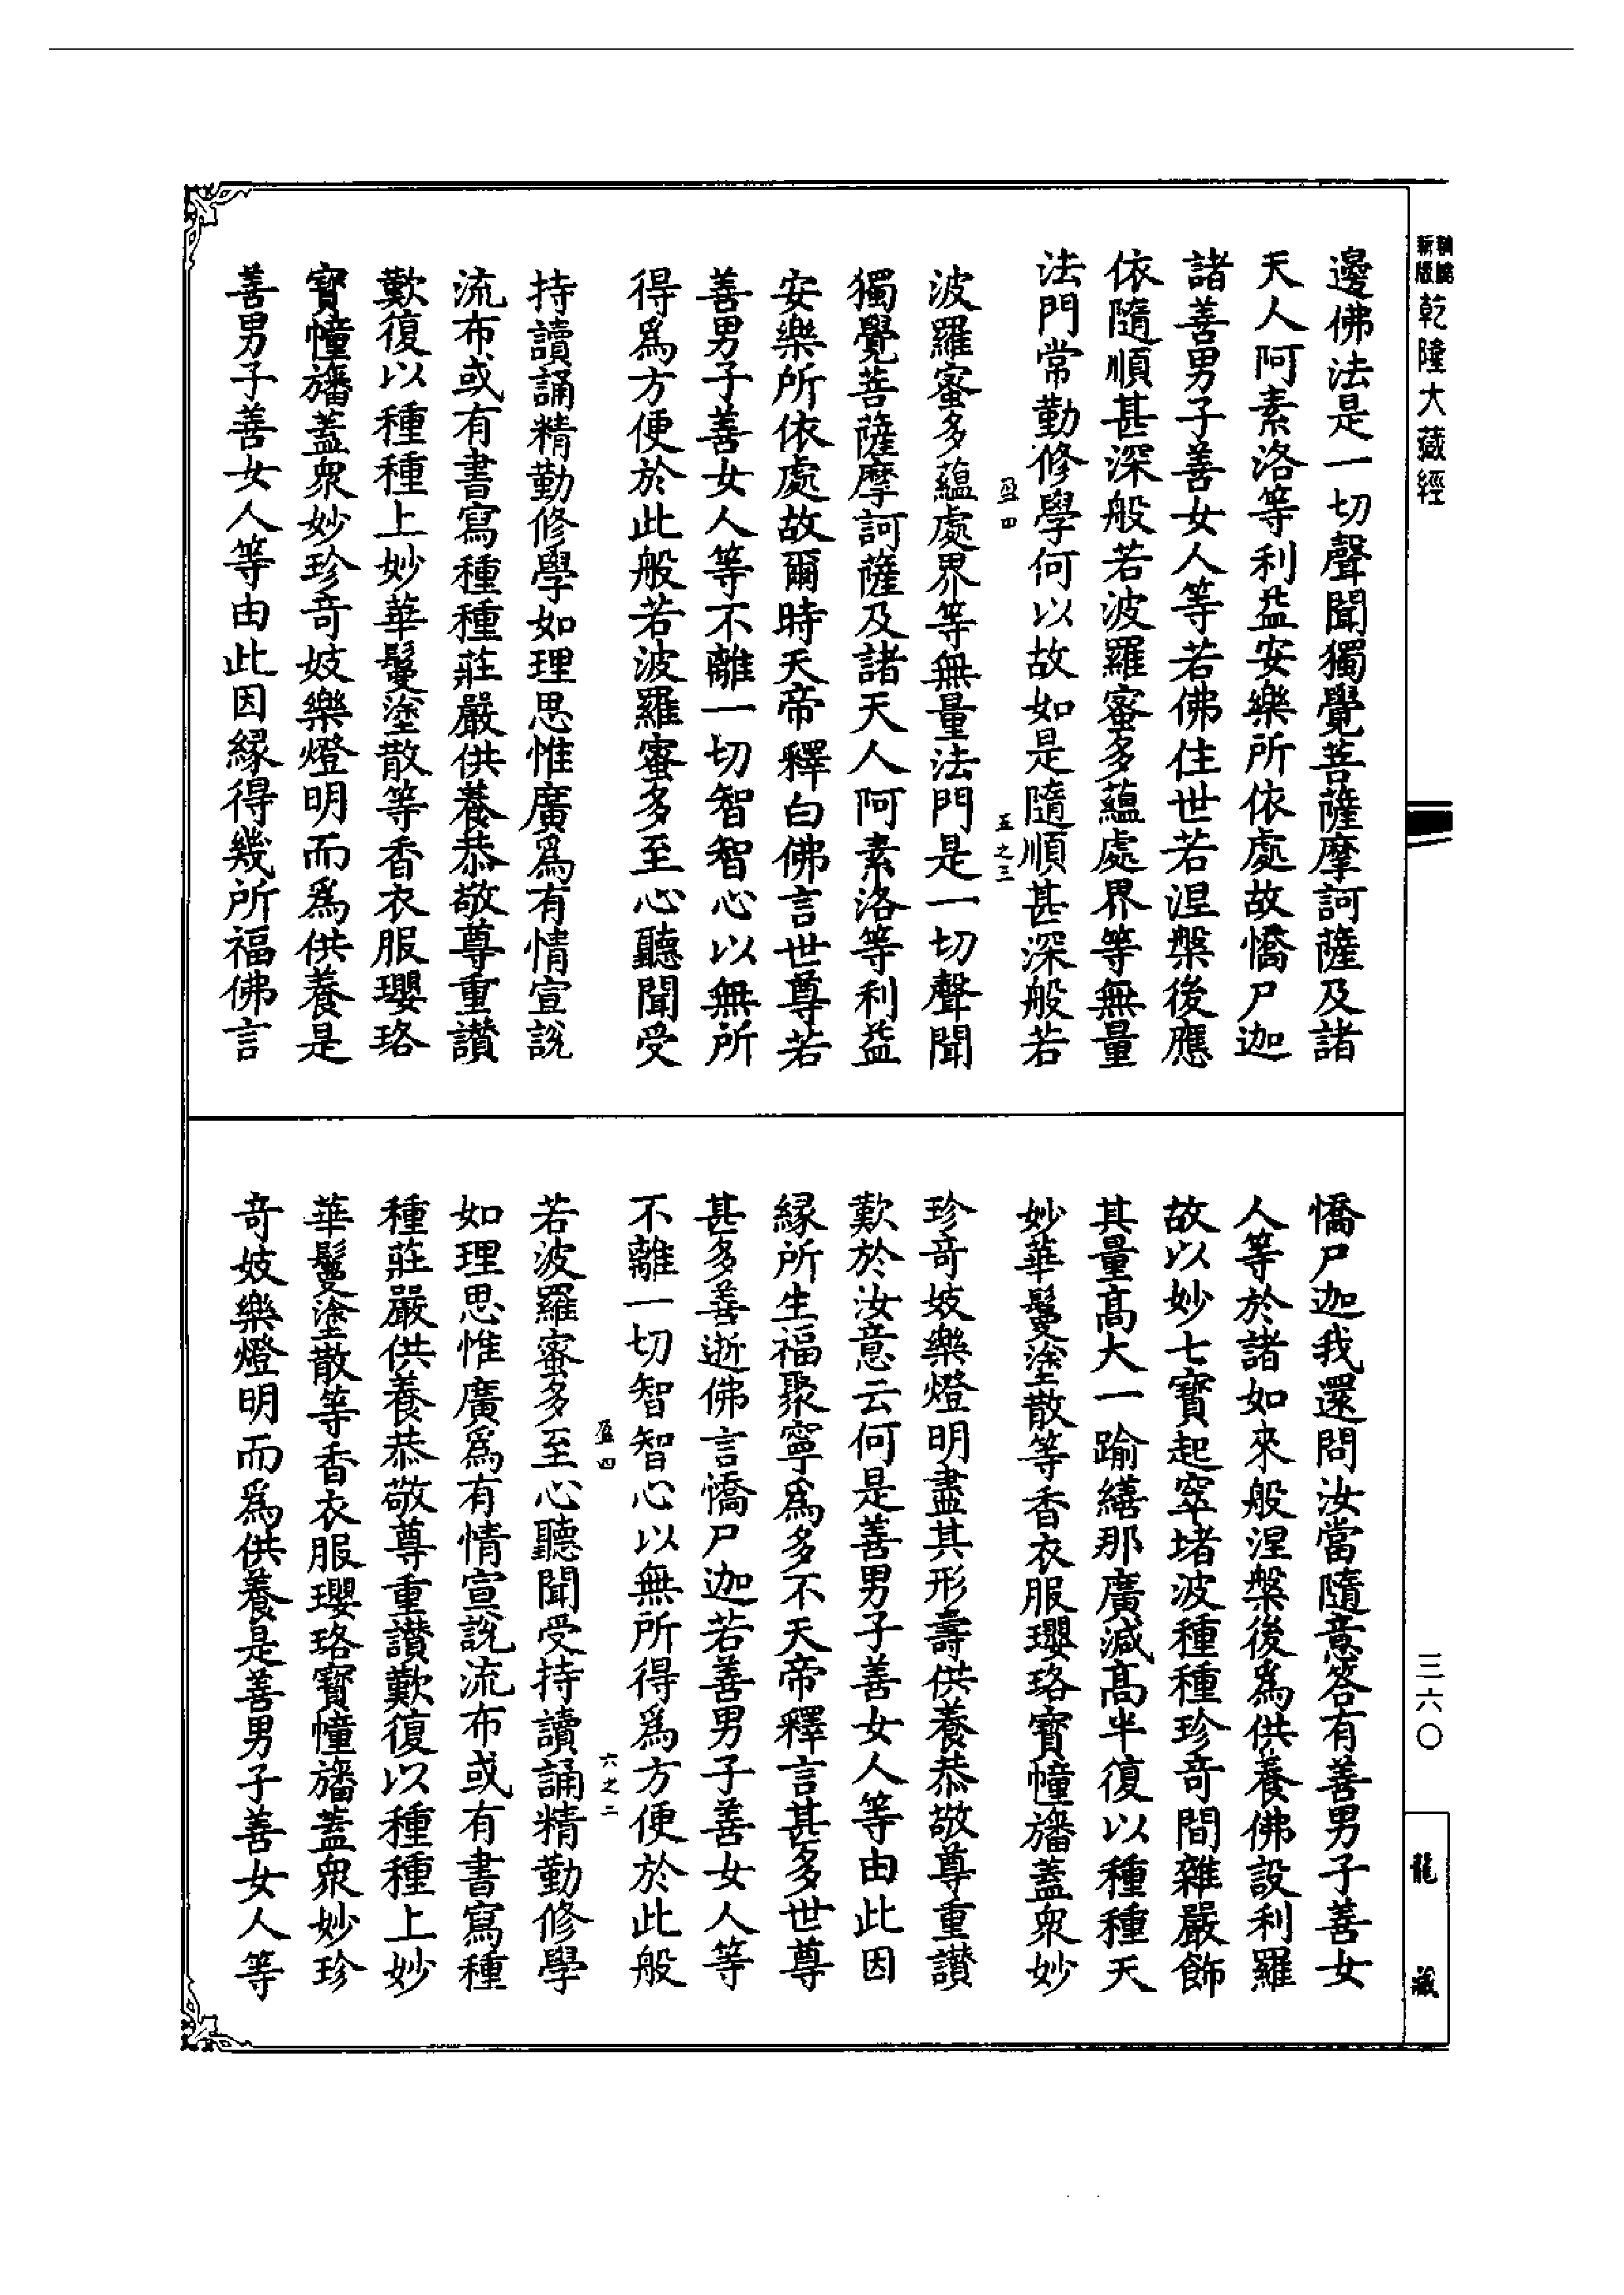 乾隆大藏經
邊佛法是一切聲聞獨覺菩薩摩訶薩及諸
天人阿素洛等利益安樂所依處故憍尸迦
諸善男子善女人等若佛住世若涅槃後應
依隨順甚深般若波羅蜜多蘊處界等無量
法門常勤修學何以故如是隨順甚深般若
盈四 五之三
波羅蜜多蘊處界等無量法門是一切聲聞
獨覺菩薩摩訶薩及諸天人阿素洛等利益
安樂所依處故爾時天帝釋白佛言世尊若
善男子善女人等不離一切智智心以無所
得爲方便於此般若波羅蜜多至心聽聞受
持讀誦精勤修學如理思惟廣爲有情宣說
流布或有書寫種種莊嚴供養恭敬尊重讚
歎復以種種上妙華鬘塗散等香衣服瓔珞
寶幢旛蓋衆妙珍奇妓樂燈明而爲供養是
善男子善女人等由此因緣得幾所福佛言
憍尸迦我還問汝當隨意答有善男子善女
人等於諸如來般涅槃後爲供養佛設利羅
故以妙七寶起窣堵波種種珍奇間雜嚴飾
其量高大一踰繕那廣減高半復以種種天
妙華鬘塗散等香衣服瓔珞寶幢旛蓋衆妙
珍奇妓樂燈明盡其形壽供養恭敬尊重讚
歎於汝意云何是善男子善女人等由此因
緣所生福聚寧爲多不天帝釋言甚多世尊
甚多善逝佛言憍尸迦若善男子善女人等
不離一切智智心以無所得爲方便於此般
盈四 六之二
若波羅蜜多至心聽聞受持讀誦精勤修學
如理思惟廣爲有情宣說流布或有書寫種
種莊嚴供養恭敬尊重讚歎復以種種上妙
華鬘塗散等香衣服瓔珞寶幢旛蓋衆妙珍
奇妓樂燈明而爲供養是善男子善女人等
三六〇
龍藏